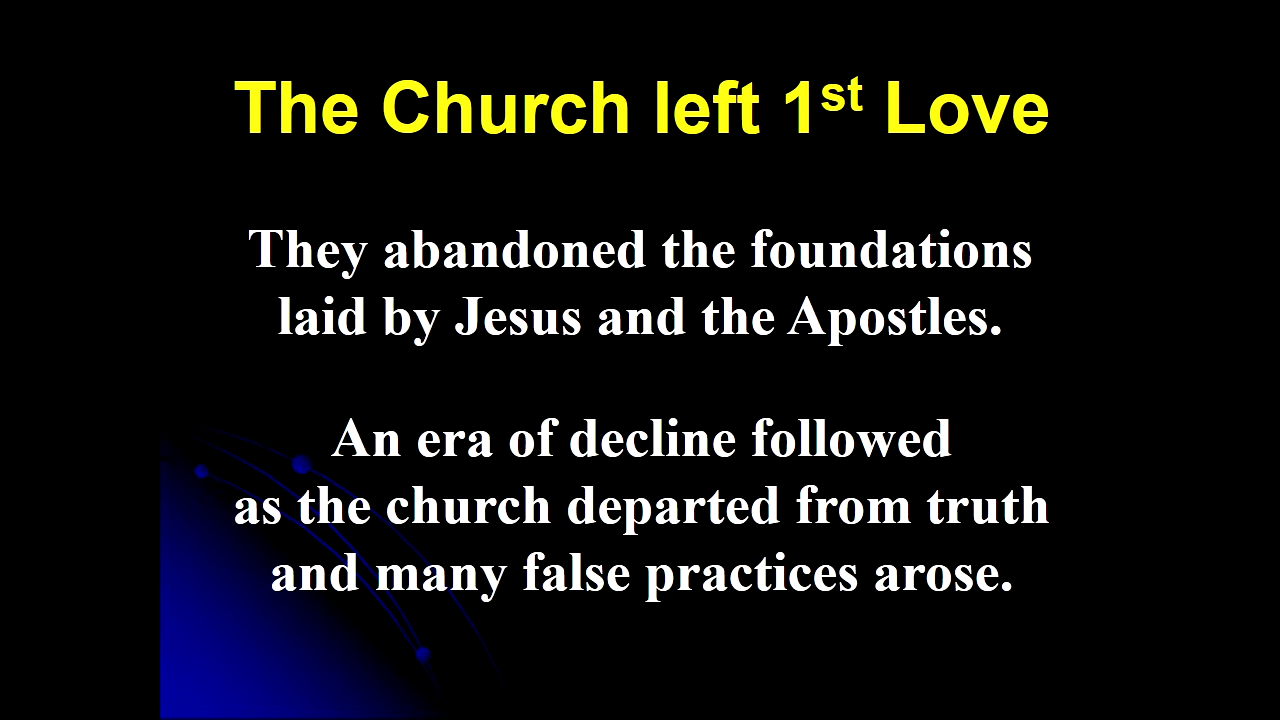 The Church left 1st Love
They abandoned the foundations
laid by Jesus and the Apostles.
An era of decline followed
as the church departed from truth
and many false practices arose.